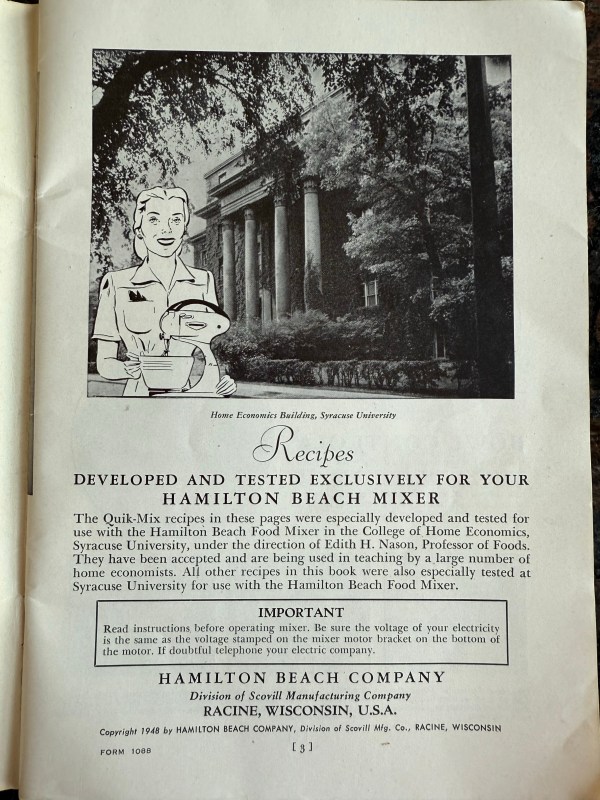 Home Economics Building, Syracuse University
Recipes
DEVELOPED AND TESTED EXCLUSIVELY FOR YOUR
HAMILTON BEACH MIXER
The Quik-Mix recipes in these pages were especially developed and tested for
use with the Hamilton Beach Food Mixer in the College of Home Economics,
Syracuse University, under the direction of Edith H. Nason, Professor of Foods.
They have been accepted and are being used in teaching by a large number of
home economists. All other recipes in this book were also especially tested at
Syracuse University for use with the Hamilton Beach Food Mixer.
IMPORTANT
Read instructions before operating mixer. Be sure the voltage of your electricity
is the same as the voltage stamped on the mixer motor bracket on the bottom of
the motor. If doubtful telephone your electric company.
HAMILTON BEACH COMPANY
Division of Scovill Manufacturing Company
RACINE, WISCONSIN, U.S.A.
Copyright 1948 by HAMILTON BEACH COMPANY, Division of Scovill Mfg. Co., RACINE, WISCONSIN
FORM 1088
[ 3 ]